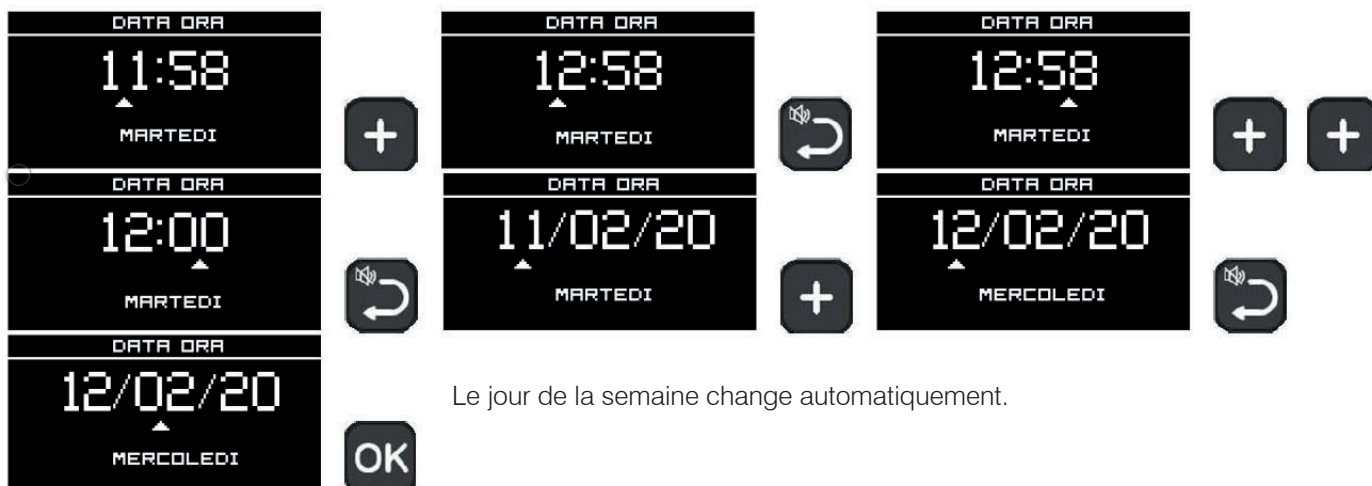 DATA ORA
11:58
MARTEDI
+
DATA ORA
12:58
MARTEDI
DATA ORA
12:58
MARTEDI
+ +
DATA ORA
12:00
MARTEDI
DATA ORA
11/02/20
MARTEDI
+
DATA ORA
12/02/20
MERCOLEDI
DATA ORA
12/02/20
MERCOLEDI
OK
Le jour de la semaine change automatiquement.